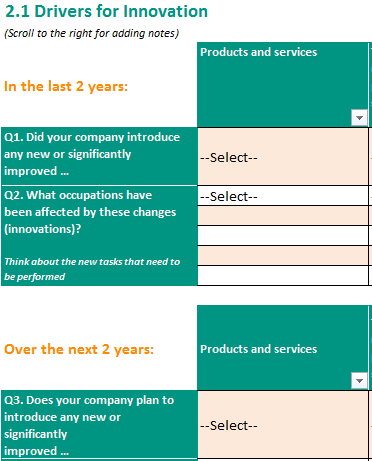 2.1 Drivers for Innovation
(Scroll to the right for adding notes)
Products and services
In the last 2 years:
Q1. Did your company introduce
any new or significantly
improved ...
--Select--
Q2. What occupations have
been affected by these changes
(innovations)?
--Select--
Think about the new tasks that need to
be performed
Over the next 2 years:
Products and services
Q3. Does your company plan to
introduce any new or
significantly
improved ...
--Select--